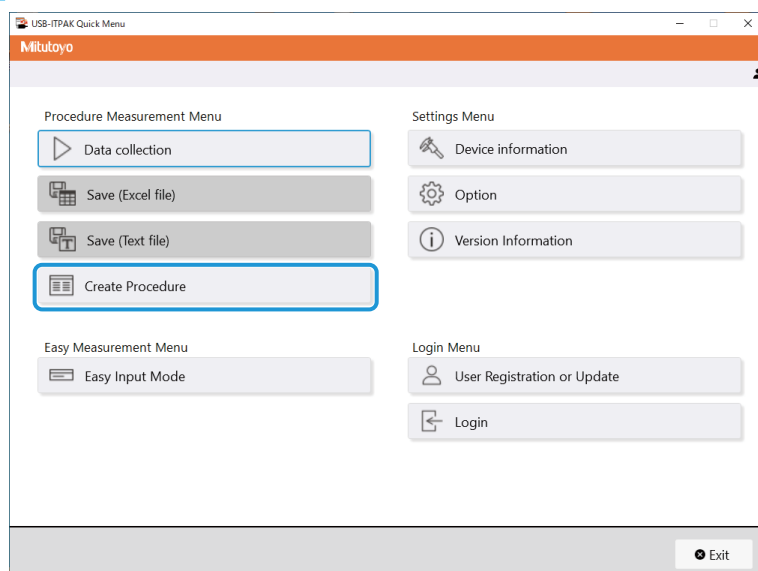 USB-ITPAK Quick Menu
Mitutoyo
Procedure Measurement Menu
Data collection
Save (Excel file)
Save (Text file)
Create Procedure
Easy Measurement Menu
Easy Input Mode
Settings Menu
Device information
Option
Version Information
Login Menu
User Registration or Update
Login
Exit